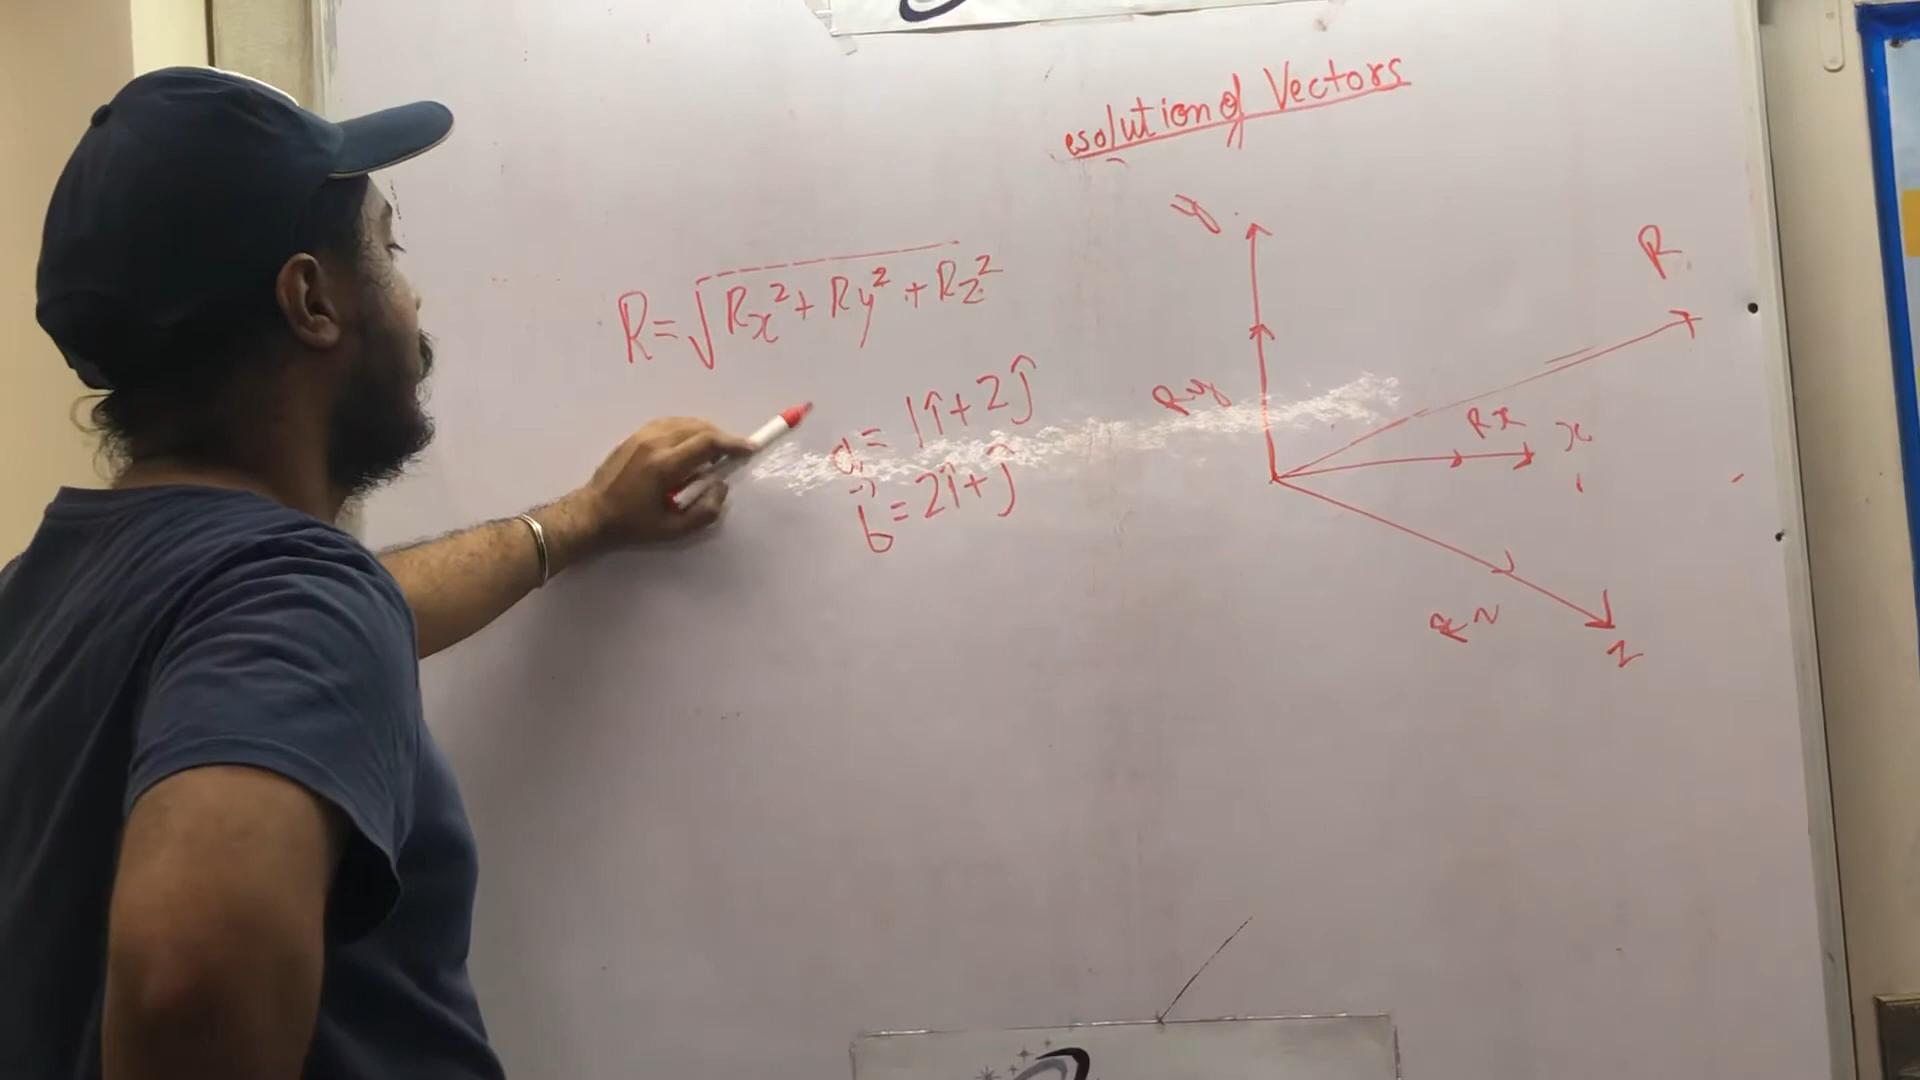 esolution of Vectors
R=√Rx²+Ry²+Rz²
a = 1î+2ĵ
b⃗ = 2î+ĵ
y
R
Ry
Rx
x
Rz
z